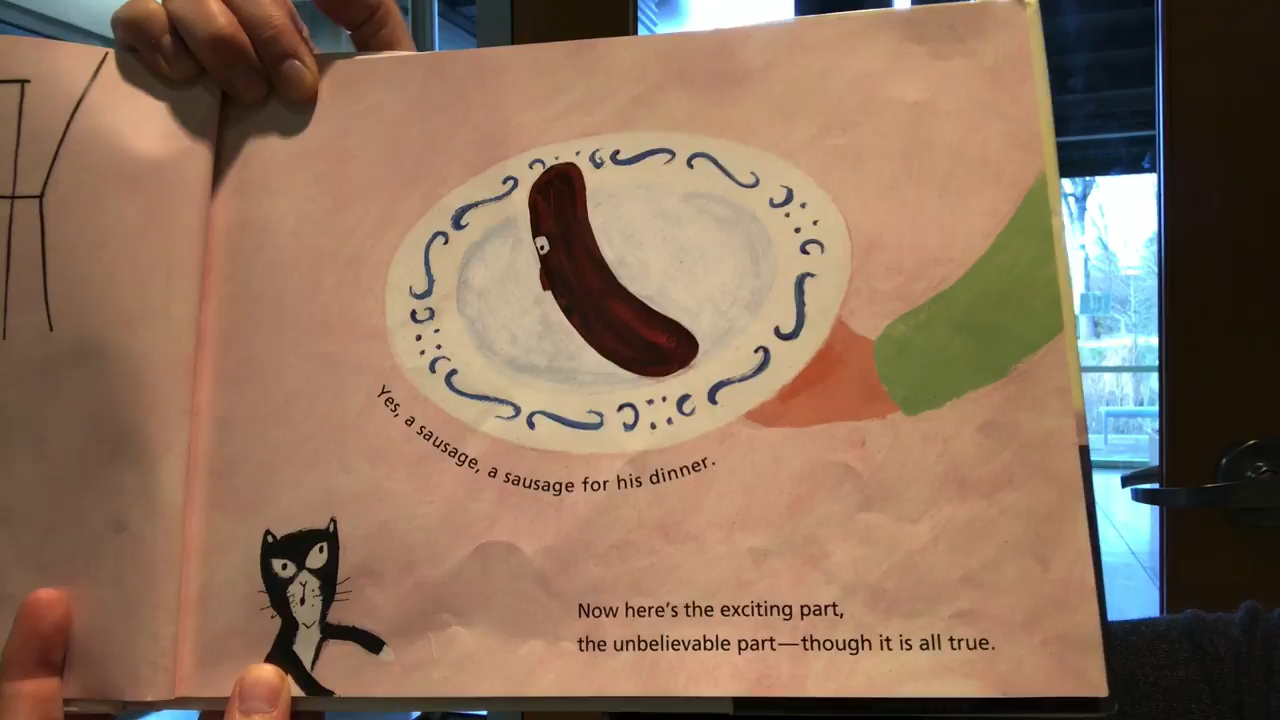 Yes, a sausage, a sausage for his dinner.
Now here's the exciting part,
the unbelievable part—though it is all true.